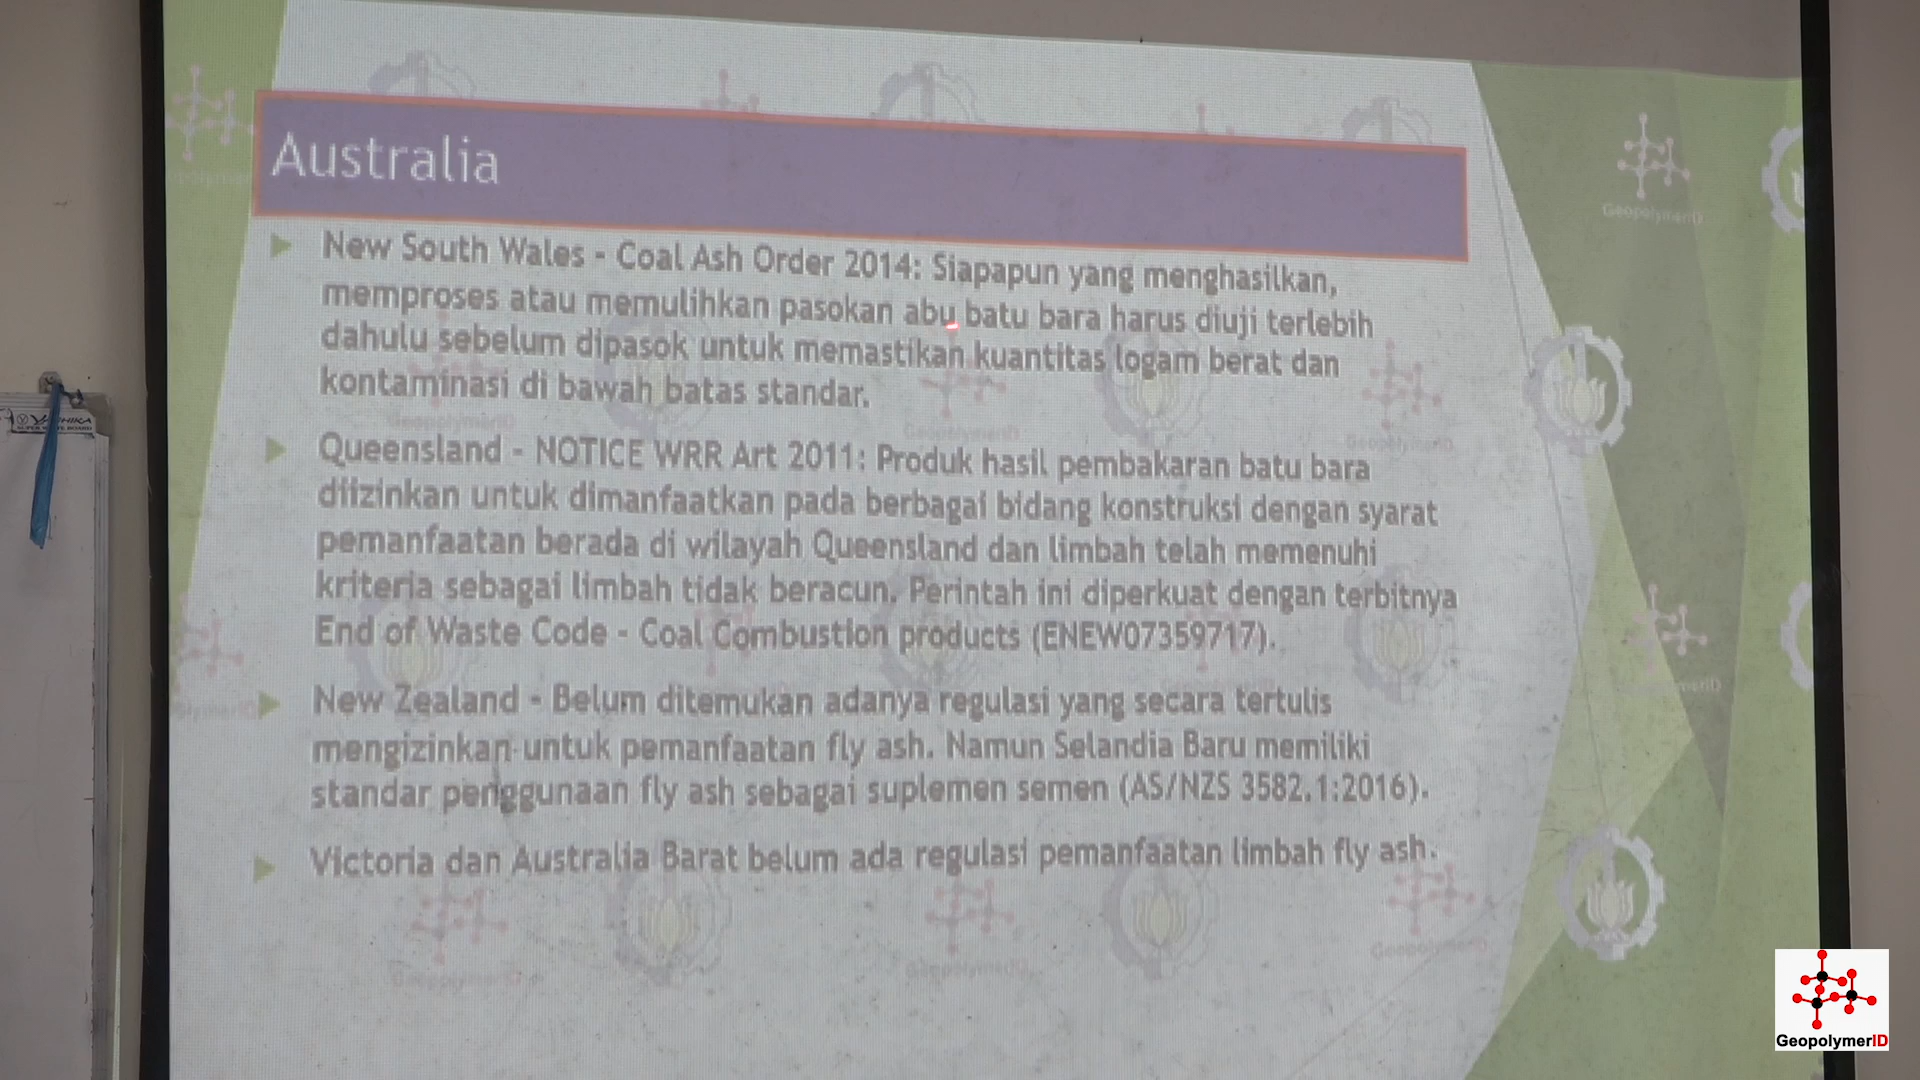 Australia
New South Wales - Coal Ash Order 2014: Siapapun yang menghasilkan,
memproses atau memulihkan pasokan abu batu bara harus diuji terlebih
dahulu sebelum dipasok untuk memastikan kuantitas logam berat dan
kontaminasi di bawah batas standar.
Queensland - NOTICE WRR Art 2011: Produk hasil pembakaran batu bara
diizinkan untuk dimanfaatkan pada berbagai bidang konstruksi dengan syarat
pemanfaatan berada di wilayah Queensland dan limbah telah memenuhi
kriteria sebagai limbah tidak beracun. Perintah ini diperkuat dengan terbitnya
End of Waste Code - Coal Combustion products (ENEW07359717).
New Zealand - Belum ditemukan adanya regulasi yang secara tertulis
mengizinkan untuk pemanfaatan fly ash. Namun Selandia Baru memiliki
standar penggunaan fly ash sebagai suplemen semen (AS/NZS 3582.1:2016).
Victoria dan Australia Barat belum ada regulasi pemanfaatan limbah fly ash.
GeopolymerID
GeopolymerID